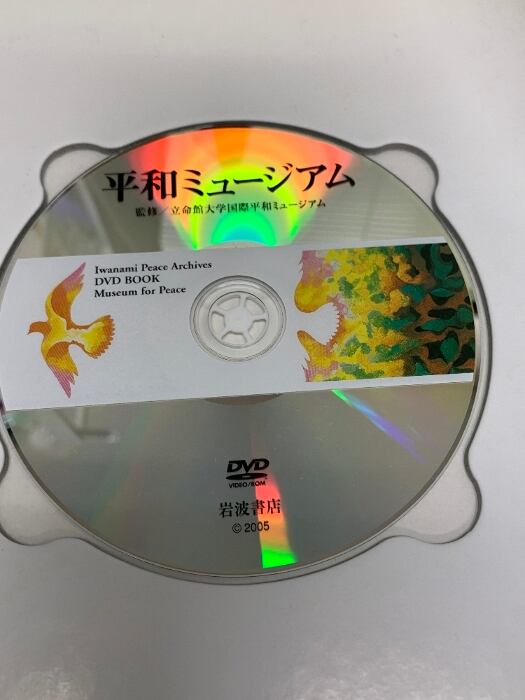 平和ミュージアム
監修／立命館大学国際平和ミュージアム
Iwanami Peace Archives
DVD BOOK
Museum for Peace
DVD
VIDEO/ROM
岩波書店
© 2005